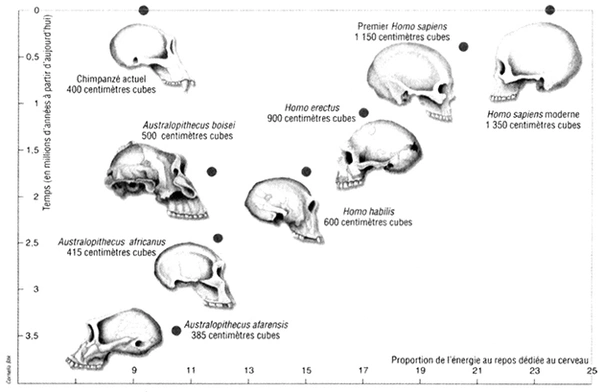 Temps (en millions d'années à partir d'aujourd'hui)
0
0,5
1
1,5
2
2,5
3
3,5
Chimpanzé actuel
400 centimètres cubes
Premier Homo sapiens
1 150 centimètres cubes
Homo sapiens moderne
1 350 centimètres cubes
Homo erectus
900 centimètres cubes
Australopithecus boisei
500 centimètres cubes
Homo habilis
600 centimètres cubes
Australopithecus africanus
415 centimètres cubes
Australopithecus afarensis
385 centimètres cubes
Proportion de l'énergie au repos dédiée au cerveau
9
11
13
15
17
19
21
23
25